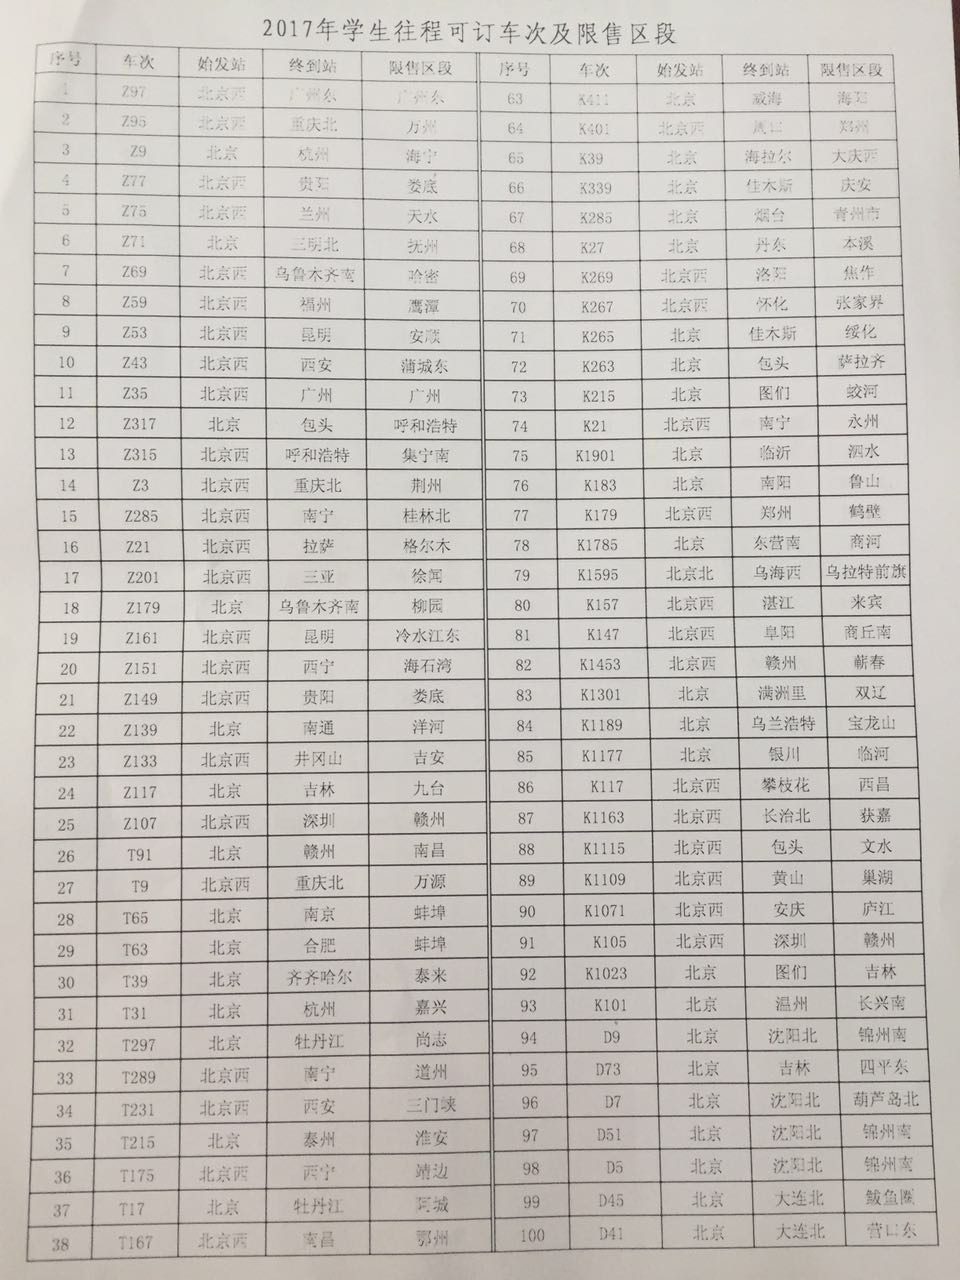 2017年学生往程可订车次及限售区段
序号 车次 始发站 终到站 限售区段 序号 车次 始发站 终到站 限售区段
1 Z97 北京西 广州东 广州东 63 K411 北京 威海 海阳
2 Z95 北京西 重庆北 万州 64 K401 北京西 周口 郑州
3 Z9 北京 杭州 海宁 65 K39 北京 海拉尔 大庆西
4 Z77 北京西 贵阳 娄底 66 K339 北京 佳木斯 庆安
5 Z75 北京西 兰州 天水 67 K285 北京 烟台 青州市
6 Z71 北京 三明北 抚州 68 K27 北京 丹东 本溪
7 Z69 北京西 乌鲁木齐南 哈密 69 K269 北京西 洛阳 焦作
8 Z59 北京西 福州 鹰潭 70 K267 北京西 怀化 张家界
9 Z53 北京西 昆明 安顺 71 K265 北京 佳木斯 绥化
10 Z43 北京西 西安 蒲城东 72 K263 北京 包头 萨拉齐
11 Z35 北京西 广州 广州 73 K215 北京 图们 蛟河
12 Z317 北京 包头 呼和浩特 74 K21 北京西 南宁 永州
13 Z315 北京西 呼和浩特 集宁南 75 K1901 北京 临沂 泗水
14 Z3 北京西 重庆北 荆州 76 K183 北京 南阳 鲁山
15 Z285 北京西 南宁 桂林北 77 K179 北京西 郑州 鹤壁
16 Z21 北京西 拉萨 格尔木 78 K1785 北京 东营南 商河
17 Z201 北京西 三亚 徐闻 79 K1595 北京北 乌海西 乌拉特前旗
18 Z179 北京 乌鲁木齐南 柳园 80 K157 北京西 湛江 来宾
19 Z161 北京西 昆明 冷水江东 81 K147 北京西 阜阳 商丘南
20 Z151 北京西 西宁 海石湾 82 K1453 北京西 赣州 蕲春
21 Z149 北京西 贵阳 娄底 83 K1301 北京 满洲里 双辽
22 Z139 北京 南通 洋河 84 K1189 北京 乌兰浩特 宝龙山
23 Z133 北京西 井冈山 吉安 85 K1177 北京 银川 临河
24 Z117 北京 吉林 九台 86 K117 北京西 攀枝花 西昌
25 Z107 北京西 深圳 赣州 87 K1163 北京西 长治北 获嘉
26 T91 北京 赣州 南昌 88 K1115 北京西 包头 文水
27 T9 北京西 重庆北 万源 89 K1109 北京西 黄山 巢湖
28 T65 北京 南京 蚌埠 90 K1071 北京西 安庆 庐江
29 T63 北京 合肥 蚌埠 91 K105 北京西 深圳 赣州
30 T39 北京 齐齐哈尔 泰来 92 K1023 北京 图们 吉林
31 T31 北京 杭州 嘉兴 93 K101 北京 温州 长兴南
32 T297 北京 牡丹江 尚志 94 D9 北京 沈阳北 锦州南
33 T289 北京西 南宁 道州 95 D73 北京 吉林 四平东
34 T231 北京西 西安 三门峡 96 D7 北京 沈阳北 葫芦岛北
35 T215 北京 泰州 淮安 97 D51 北京 沈阳北 锦州南
36 T175 北京西 西宁 靖边 98 D5 北京 沈阳北 锦州南
37 T17 北京 牡丹江 阿城 99 D45 北京 大连北 鲅鱼圈
38 T167 北京西 南昌 鄂州 100 D41 北京 大连北 营口东